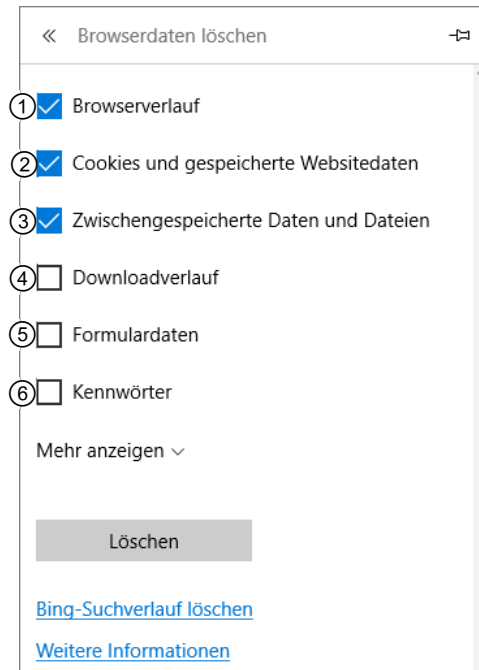 « Browserdaten löschen
① Browserverlauf
② Cookies und gespeicherte Websitedaten
③ Zwischengespeicherte Daten und Dateien
④ Downloadverlauf
⑤ Formulardaten
⑥ Kennwörter
Mehr anzeigen
Löschen
Bing-Suchverlauf löschen
Weitere Informationen